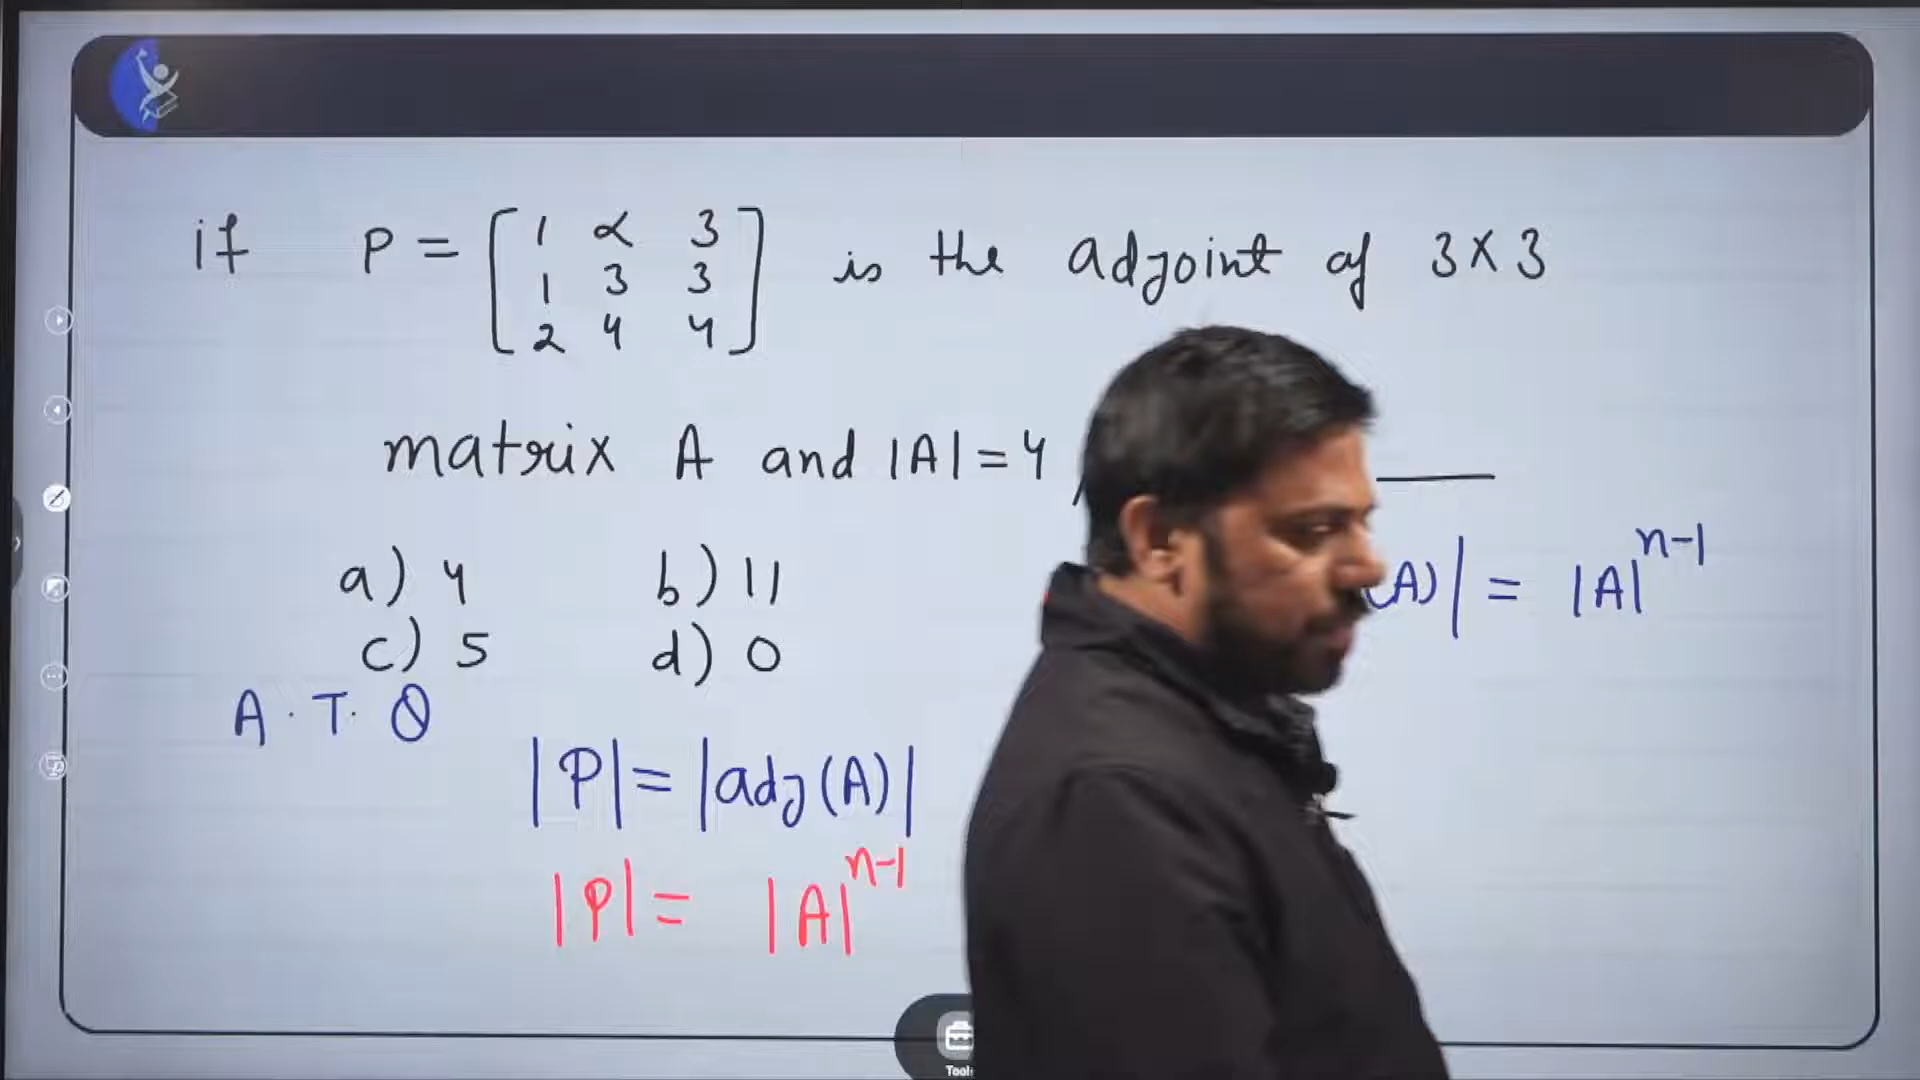 if P = [ 1 α 3
1 3 3
2 4 4 ] is the adjoint of 3×3
matrix A and |A| = 4
a) 4 b) 11
c) 5 d) 0
(A)| = |A|^{n-1}
A.T.Q
|P| = |adj(A)|
|P| = |A|^{n-1}
Tools